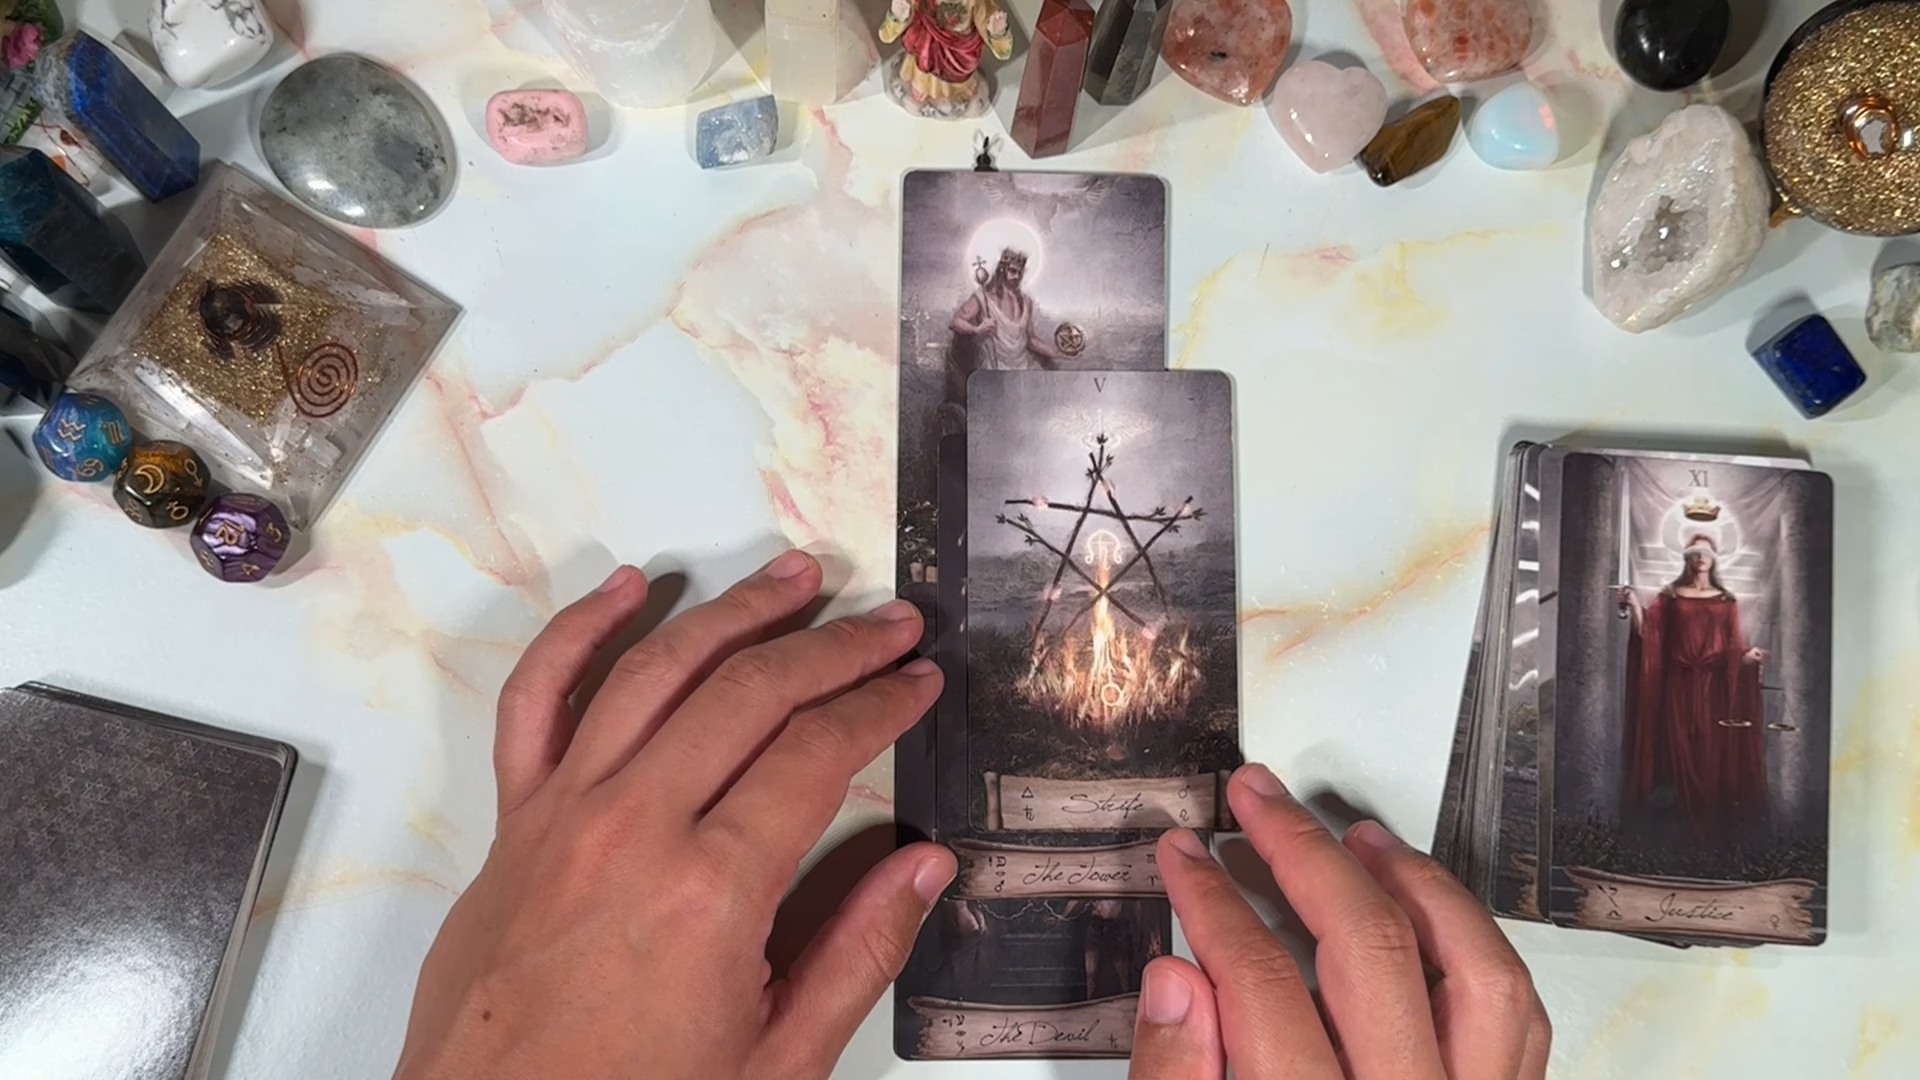 V
Strife
The Tower
The Devil
XI
Justice